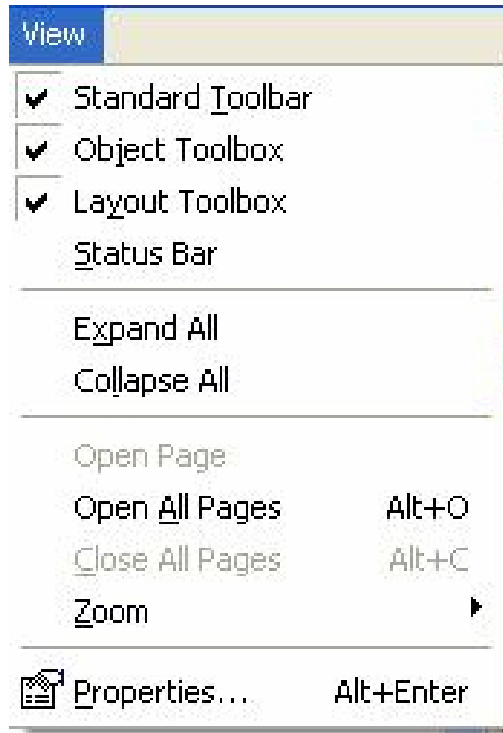 View
Standard Toolbar
Object Toolbox
Layout Toolbox
Status Bar
Expand All
Collapse All
Open Page
Open All Pages Alt+O
Close All Pages Alt+C
Zoom
Properties... Alt+Enter